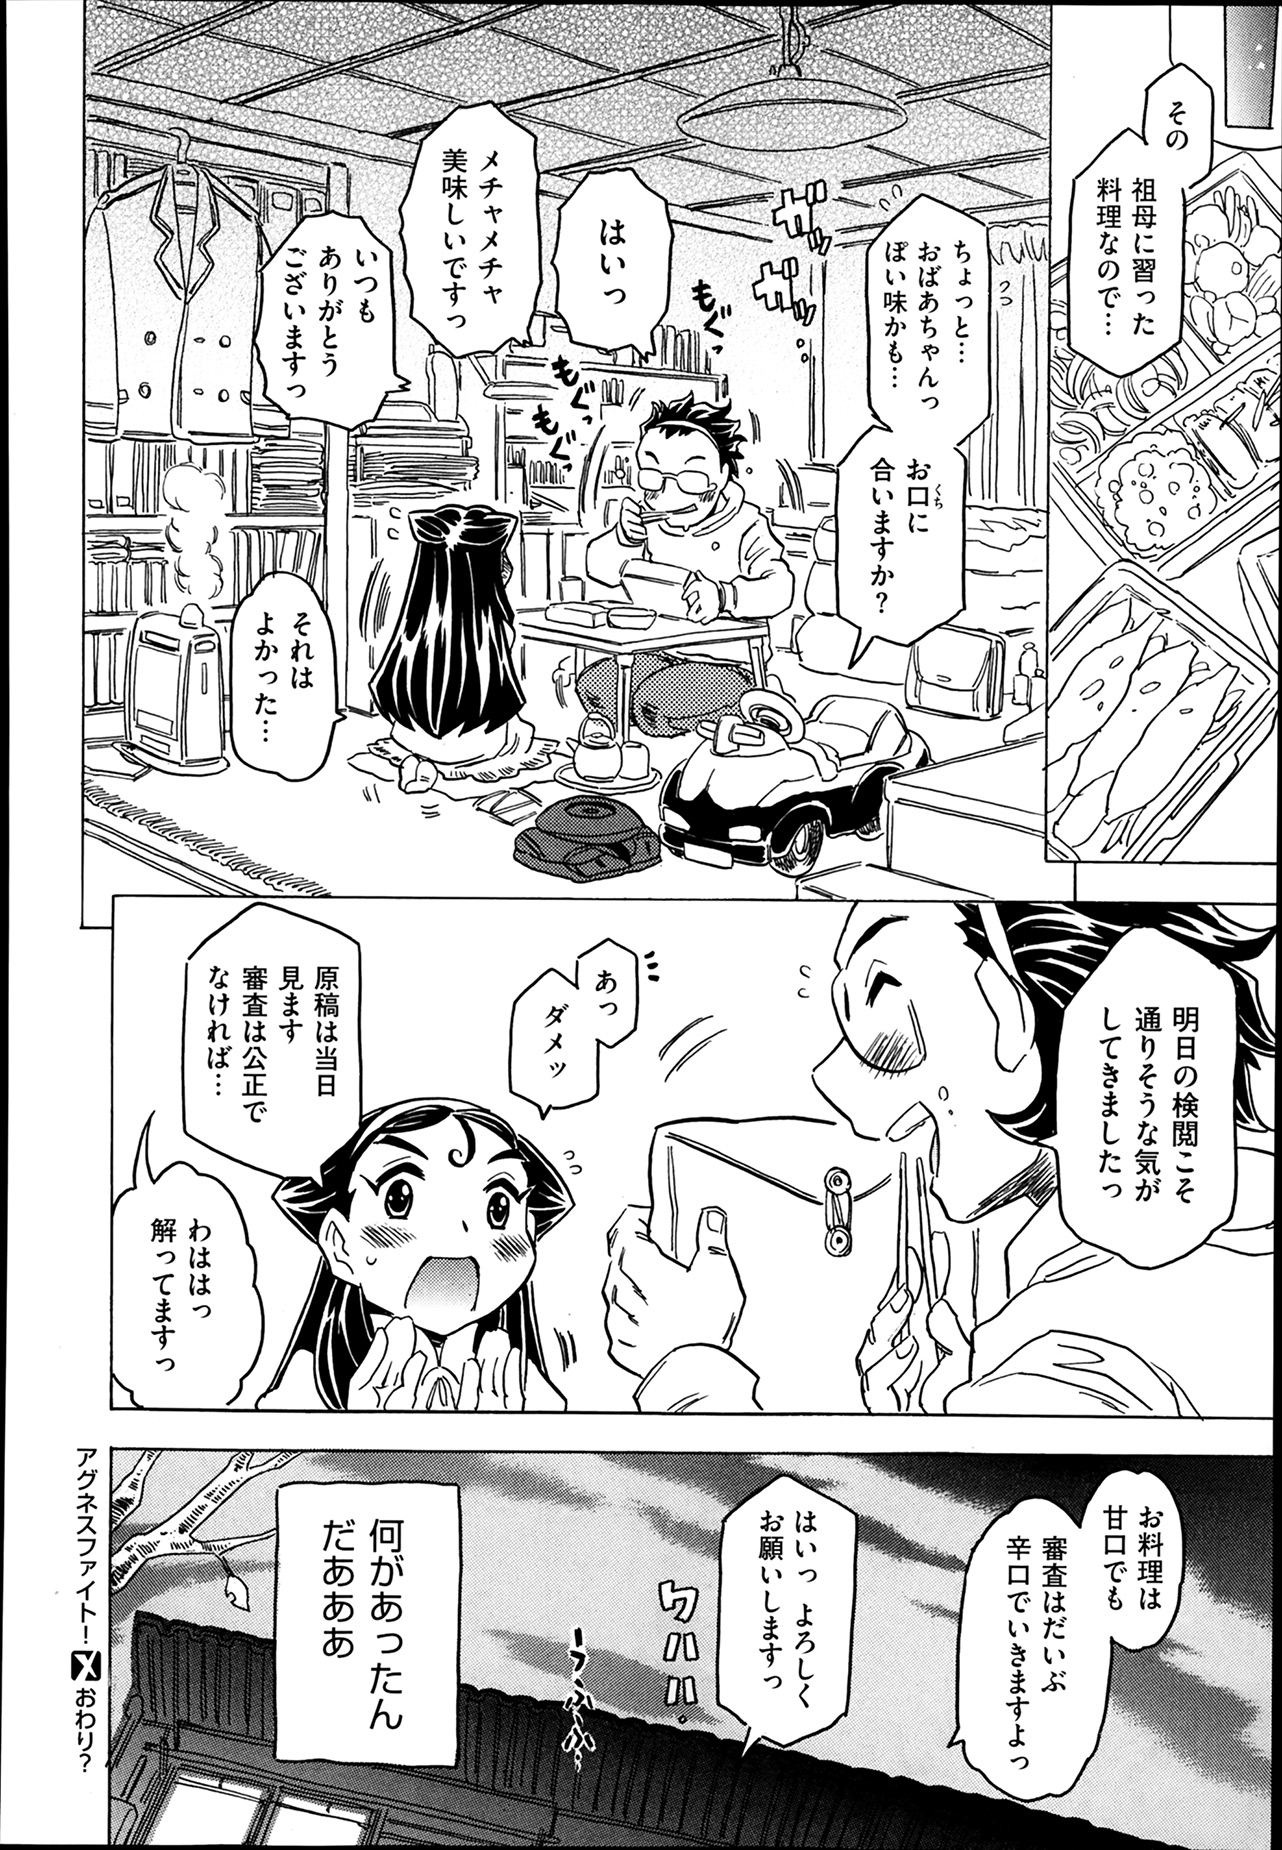 その
祖母に習った
料理なので…
ちょっと…
おばあちゃんっ
ぽい味かも…
お口に
くち
合いますか?
ガツ
ガツ
もぐっ
もぐっ
もぐっ
はいっ
メチャメチャ
美味しいですっ
いつも
ありがとう
ございますっ
それは
よかった…
明日の検閲こそ
通りそうな気が
してきましたっ
あっ
ダメッ
原稿は当日
見ます
審査は公正で
なければ…
わははっ
解ってますっ
お料理は
甘口でも
審査はだいぶ
辛口でいきますよっ
はいっ よろしく
お願いしますっ
ワハハハ
うふふふ
何があったん
だあああ
アグネスファイト! X おわり?